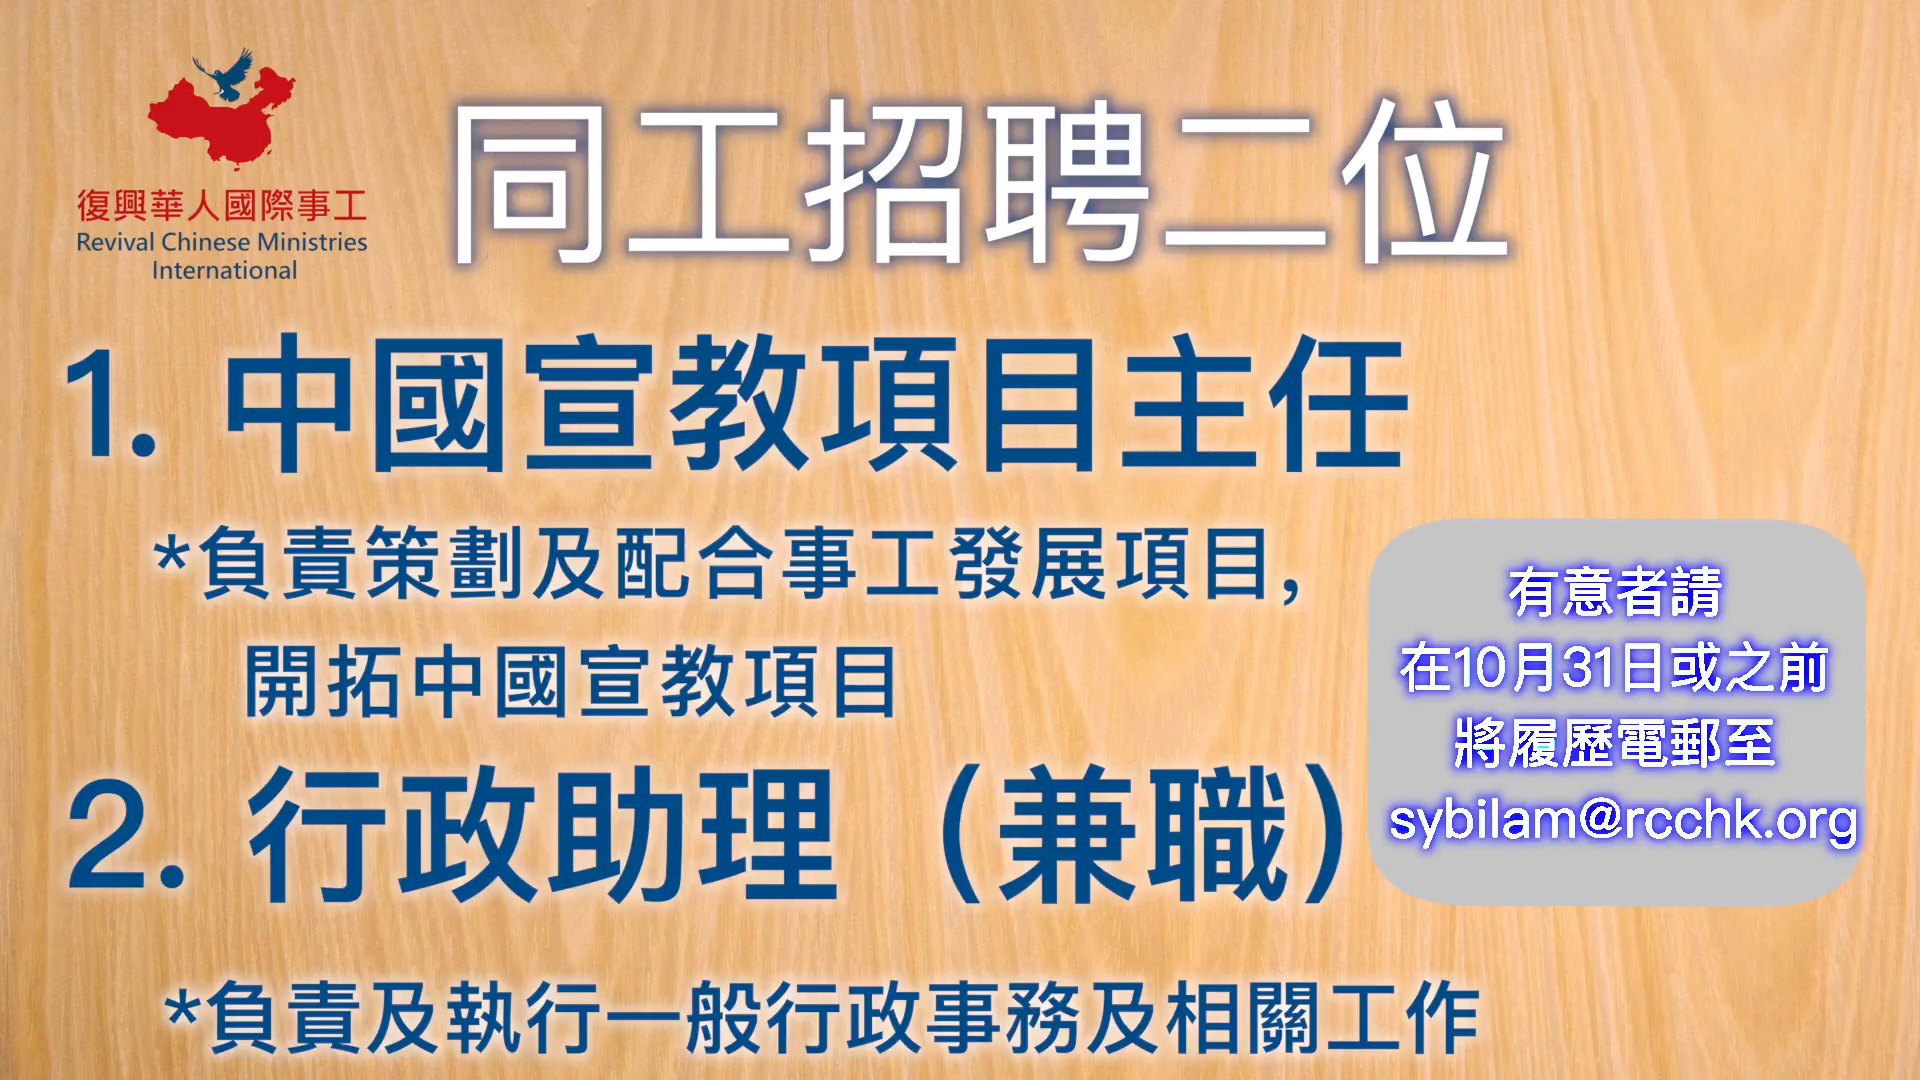 復興華人國際事工
Revival Chinese Ministries
International
同工招聘二位
1. 中國宣教項目主任
*負責策劃及配合事工發展項目,
開拓中國宣教項目
2. 行政助理（兼職）
*負責及執行一般行政事務及相關工作
有意者請
在10月31日或之前
將履歷電郵至
sybilam@rcchk.org